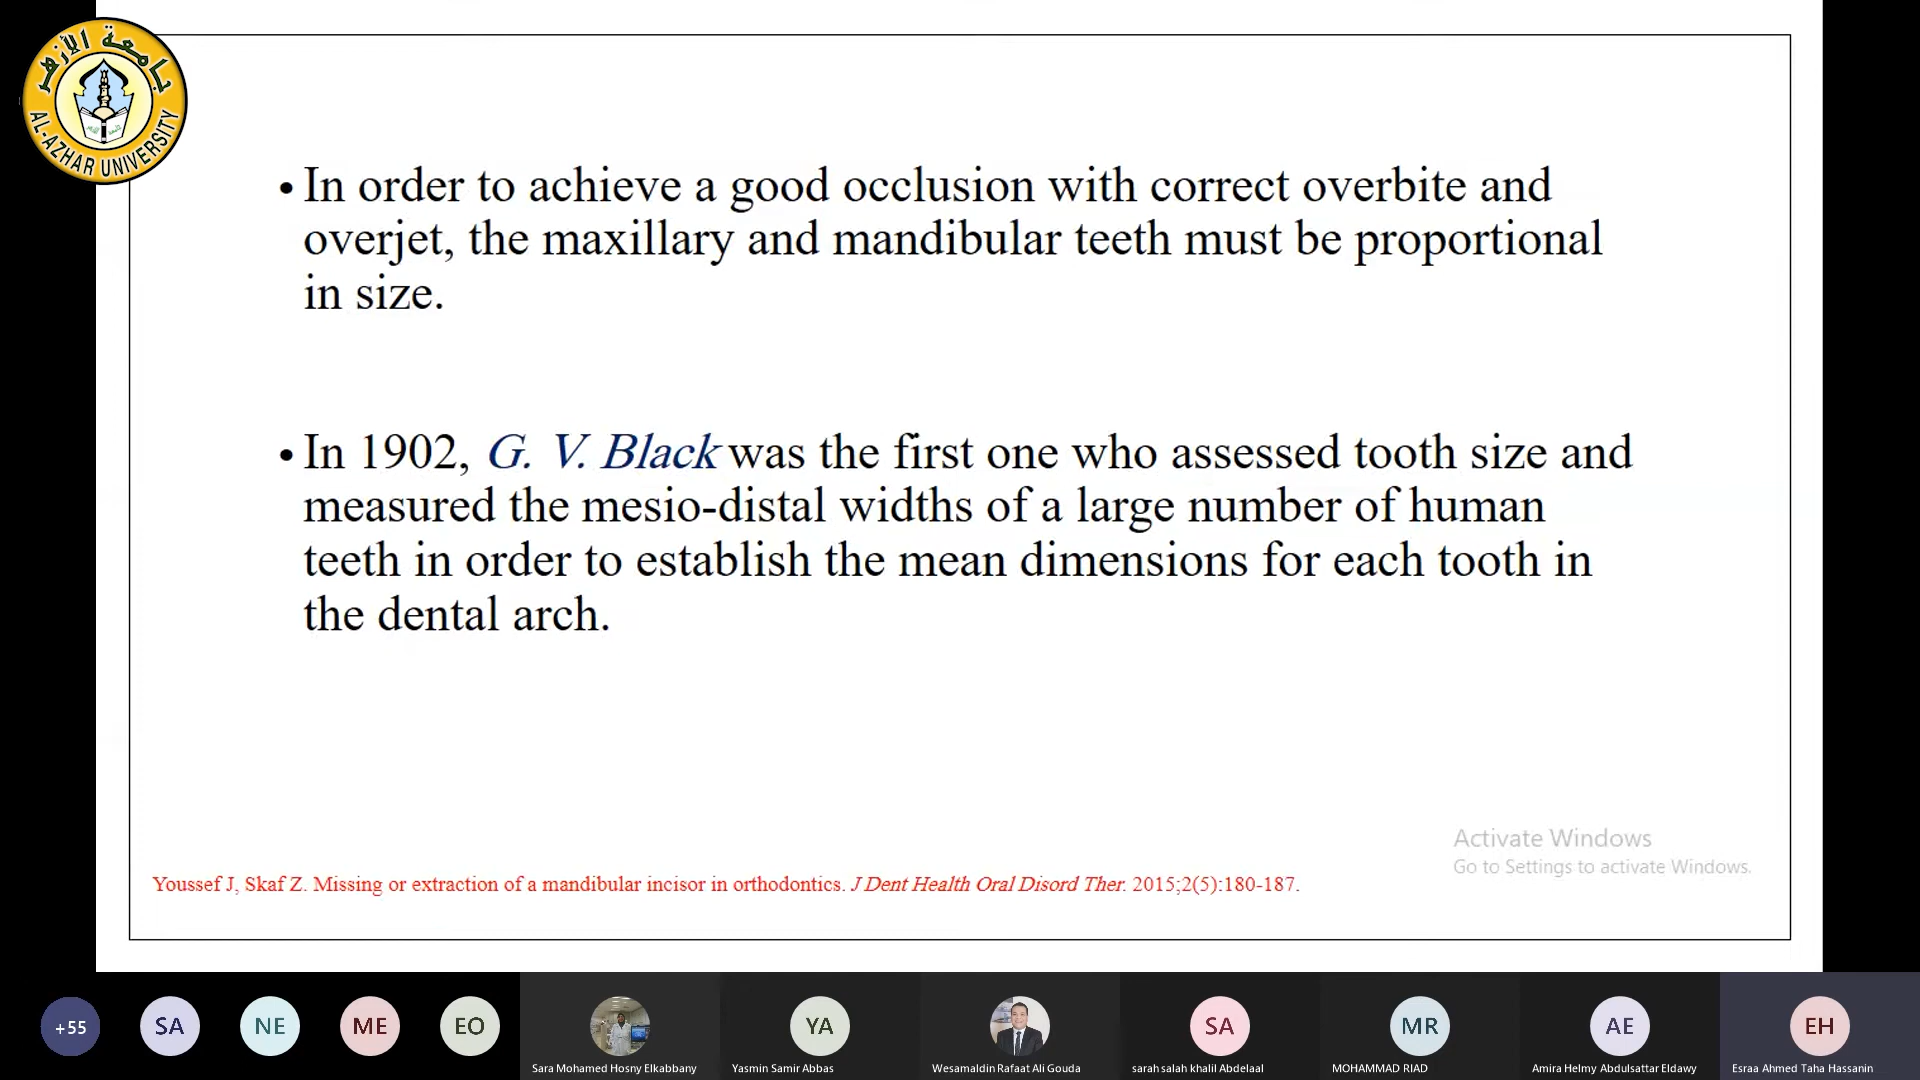 جامعة الأزهر
AL-AZHAR UNIVERSITY
• In order to achieve a good occlusion with correct overbite and
overjet, the maxillary and mandibular teeth must be proportional
in size.
• In 1902, G. V. Black was the first one who assessed tooth size and
measured the mesio-distal widths of a large number of human
teeth in order to establish the mean dimensions for each tooth in
the dental arch.
Activate Windows
Go to Settings to activate Windows.
Youssef J, Skaf Z. Missing or extraction of a mandibular incisor in orthodontics. J Dent Health Oral Disord Ther. 2015;2(5):180-187.
+55
SA
NE
ME
EO
YA
SA
MR
AE
EH
Sara Mohamed Hosny Elkabbany
Yasmin Samir Abbas
Wesamaldin Rafaat Ali Gouda
sarah salah khalil Abdelaal
MOHAMMAD RIAD
Amira Helmy Abdulsattar Eldawy
Esraa Ahmed Taha Hassanin